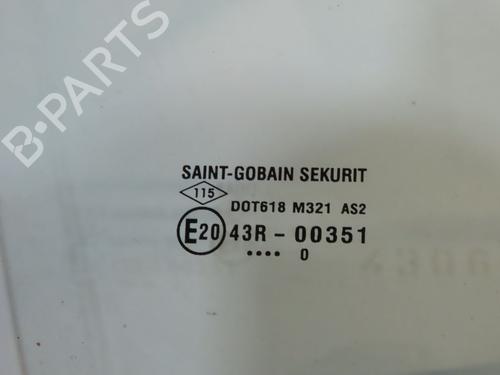 B-PARTS
SAINT-GOBAIN SEKURIT
115
DOT618 M321 AS2
E20 43R-00351
.... 0